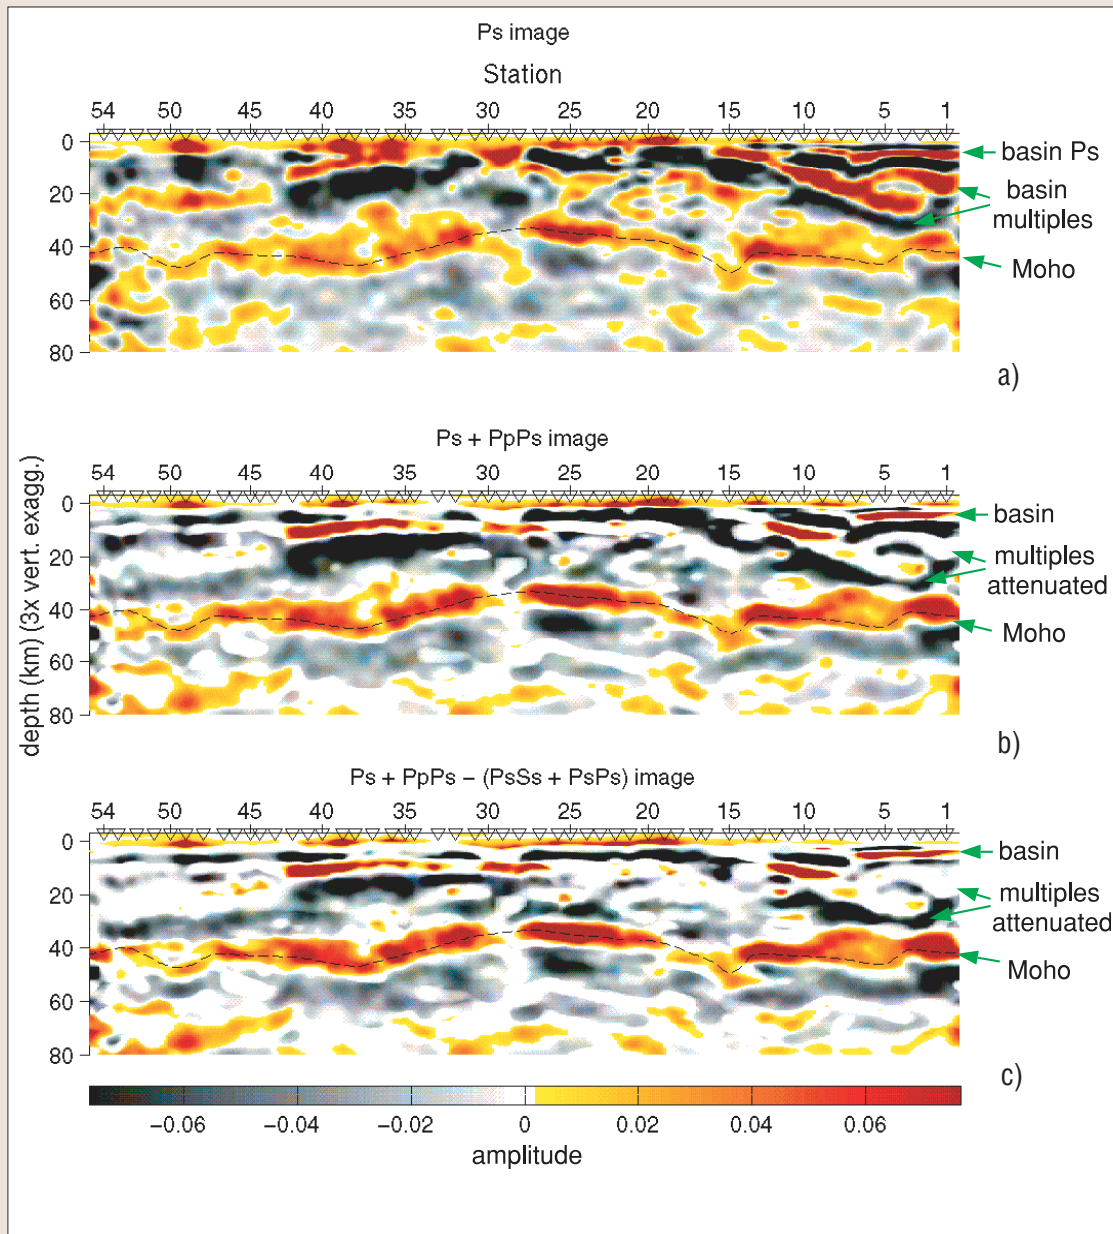 Ps image
Station
54 50 45 40 35 30 25 20 15 10 5 1
0
20
40
60
80
basin Ps
basin
multiples
Moho
a)
Ps + PpPs image
54 50 45 40 35 30 25 20 15 10 5 1
depth (km) (3x vert. exagg.)
0
20
40
60
80
basin
multiples
attenuated
Moho
b)
Ps + PpPs − (PsSs + PsPs) image
54 50 45 40 35 30 25 20 15 10 5 1
0
20
40
60
80
basin
multiples
attenuated
Moho
c)
−0.06 −0.04 −0.02 0 0.02 0.04 0.06
amplitude